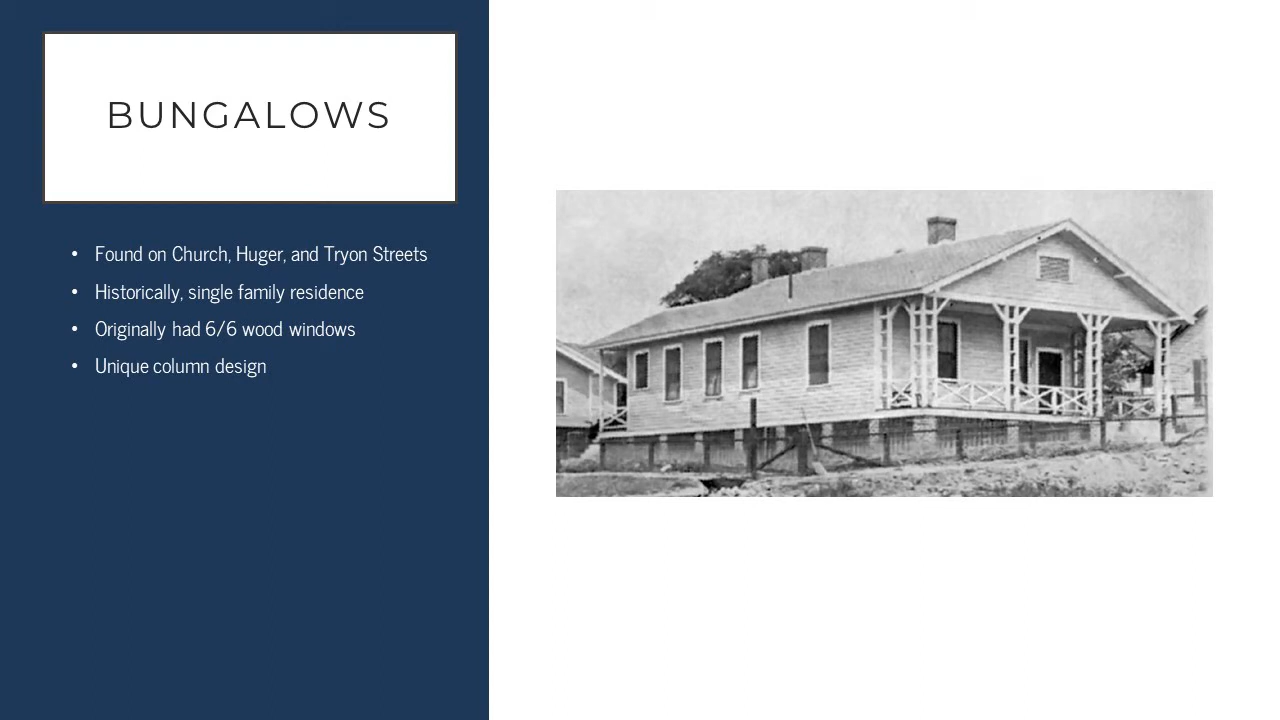 BUNGALOWS
• Found on Church, Huger, and Tryon Streets
• Historically, single family residence
• Originally had 6/6 wood windows
• Unique column design